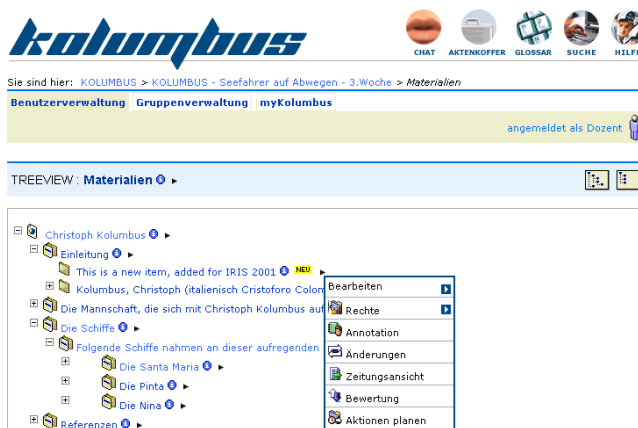 kolumbus
CHAT AKTENKOFFER GLOSSAR SUCHE HILFE
Sie sind hier: KOLUMBUS > KOLUMBUS - Seefahrer auf Abwegen - 3.Woche > Materialien
Benutzerverwaltung Gruppenverwaltung myKolumbus
angemeldet als Dozent
TREEVIEW : Materialien
Christoph Kolumbus
Einleitung
This is a new item, added for IRIS 2001 NEU
Kolumbus, Christoph (italienisch Cristoforo Colom
Die Mannschaft, die sich mit Christoph Kolumbus auf
Die Schiffe
Folgende Schiffe nahmen an dieser aufregenden
Die Santa Maria
Die Pinta
Die Nina
Referenzen
Bearbeiten
Rechte
Annotation
Änderungen
Zeitungsansicht
Bewertung
Aktionen planen